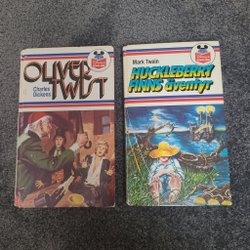 OLIVER
TWIST
Charles
Dickens
Mark Twain
HUCKLEBERRY
FINNS äventyr